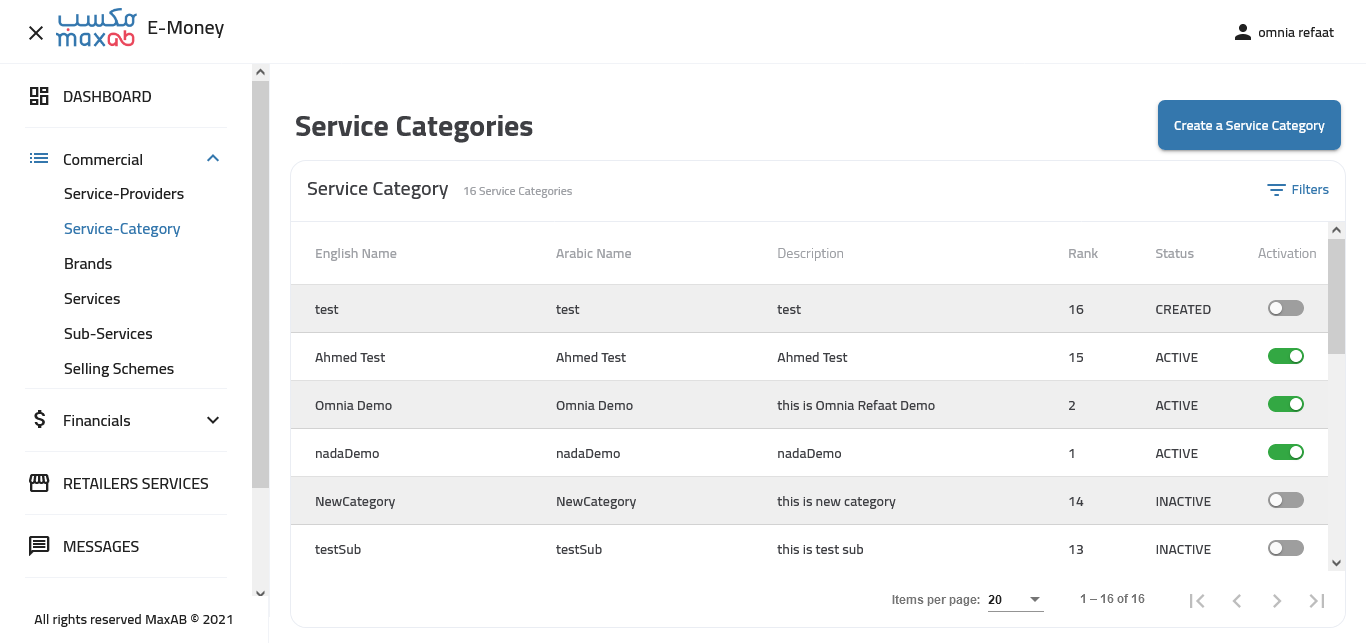 مكسب
maxab
E-Money
omnia refaat
DASHBOARD
Commercial
Service-Providers
Service-Category
Brands
Services
Sub-Services
Selling Schemes
Financials
RETAILERS SERVICES
MESSAGES
All rights reserved MaxAB © 2021
Service Categories
Create a Service Category
Service Category 16 Service Categories
Filters
English Name Arabic Name Description Rank Status Activation
test test test 16 CREATED
Ahmed Test Ahmed Test Ahmed Test 15 ACTIVE
Omnia Demo Omnia Demo this is Omnia Refaat Demo 2 ACTIVE
nadaDemo nadaDemo nadaDemo 1 ACTIVE
NewCategory NewCategory this is new category 14 INACTIVE
testSub testSub this is test sub 13 INACTIVE
Items per page: 20 1 – 16 of 16